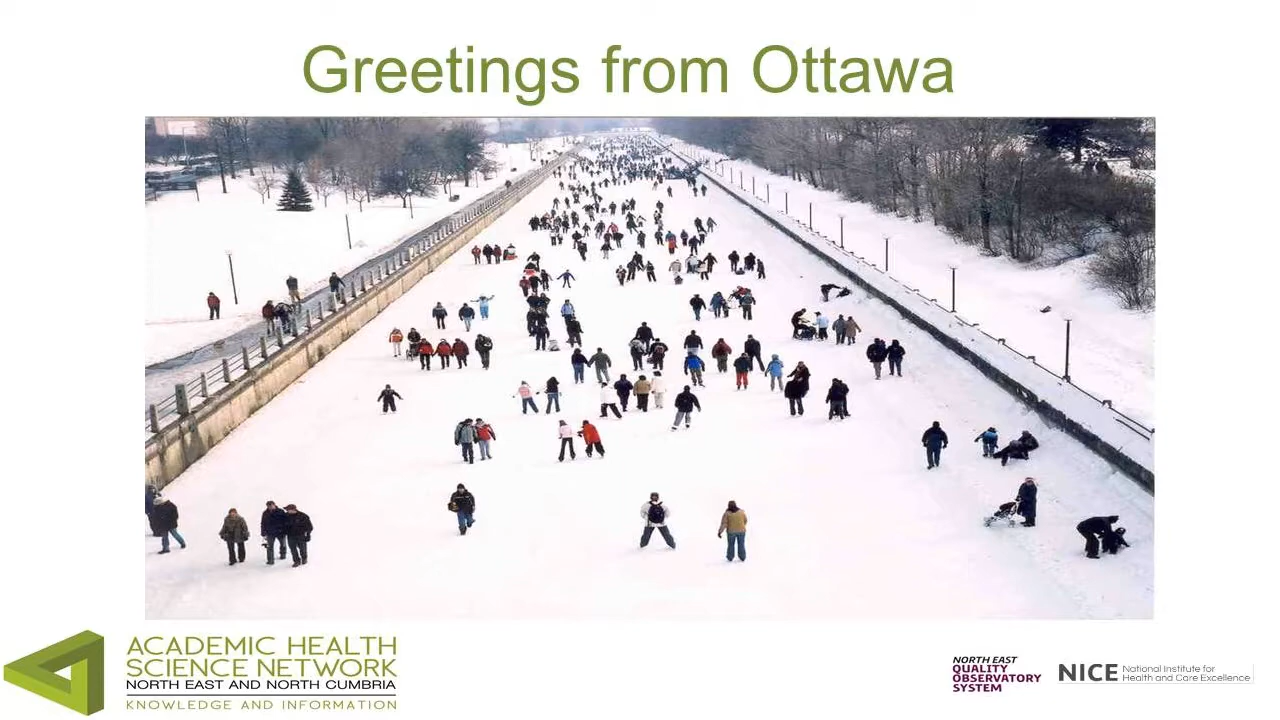 Greetings from Ottawa
ACADEMIC HEALTH
SCIENCE NETWORK
NORTH EAST AND NORTH CUMBRIA
KNOWLEDGE AND INFORMATION
NORTH EAST
QUALITY
OBSERVATORY
SYSTEM
NICE National Institute for
Health and Care Excellence